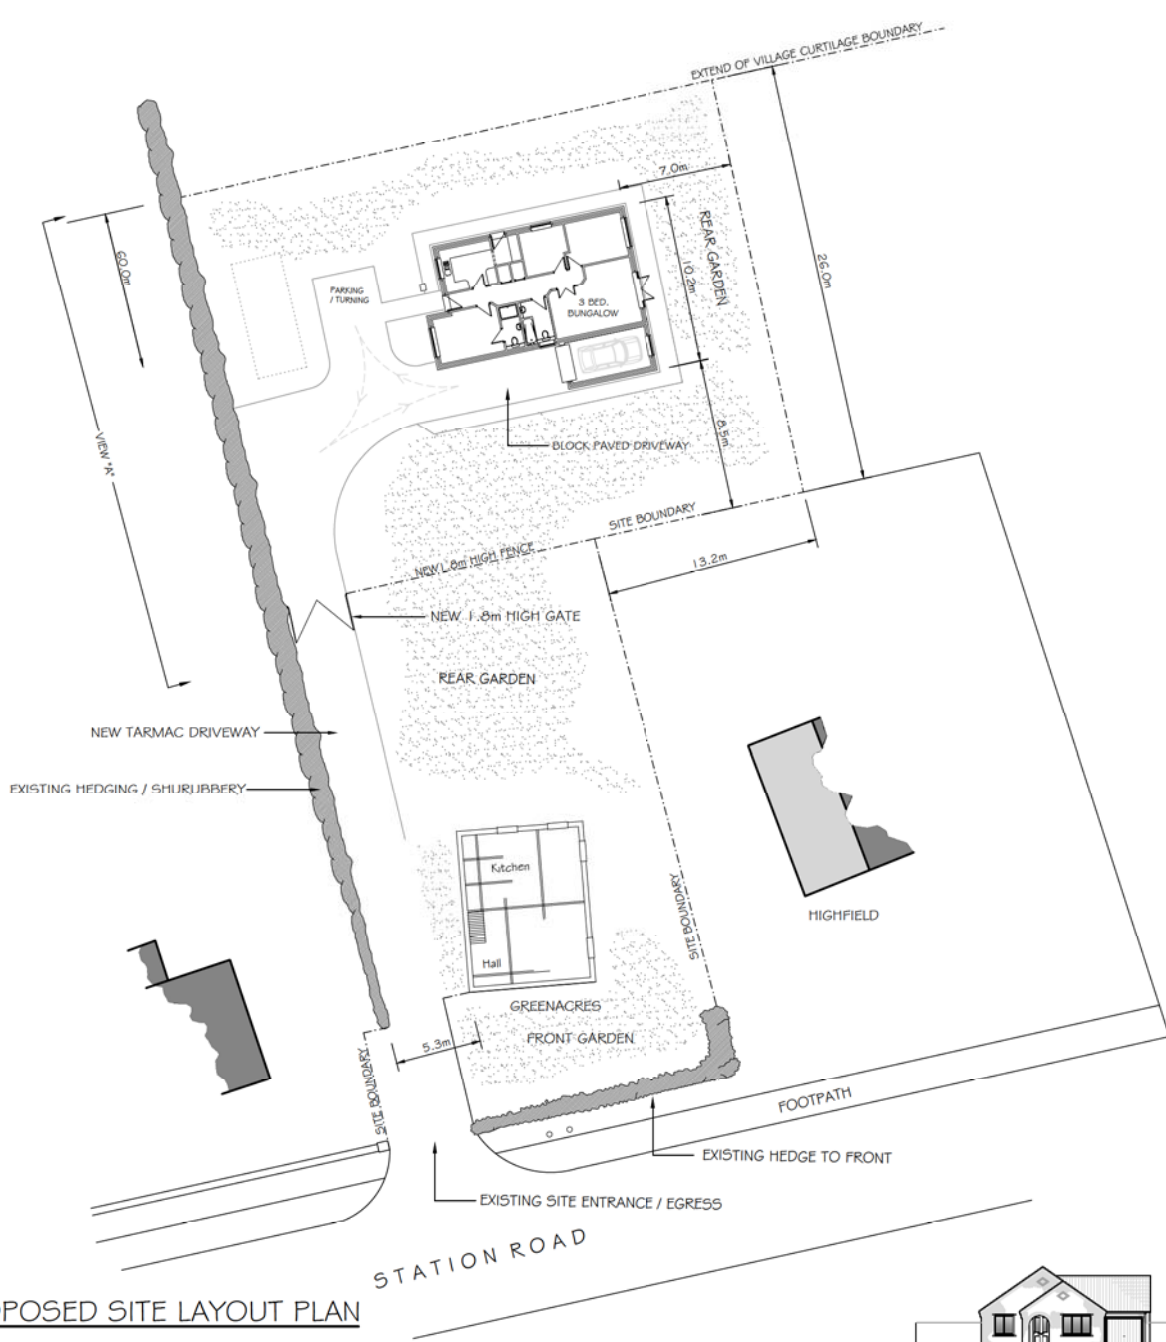 EXTEND OF VILLAGE CURTILAGE BOUNDARY
7.0m
REAR GARDEN
10.2m
26.0m
60.0m
PARKING
/ TURNING
3 BED.
BUNGALOW
VIEW "A"
8.5m
BLOCK PAVED DRIVEWAY
SITE BOUNDARY
NEW 1.8m HIGH FENCE
13.2m
NEW 1.8m HIGH GATE
REAR GARDEN
NEW TARMAC DRIVEWAY
EXISTING HEDGING / SHURUBBERY
Kitchen
SITE BOUNDARY
HIGHFIELD
Hall
GREENACRES
FRONT GARDEN
5.3m
SITE BOUNDARY
FOOTPATH
EXISTING HEDGE TO FRONT
EXISTING SITE ENTRANCE / EGRESS
STATION ROAD
OPOSED SITE LAYOUT PLAN